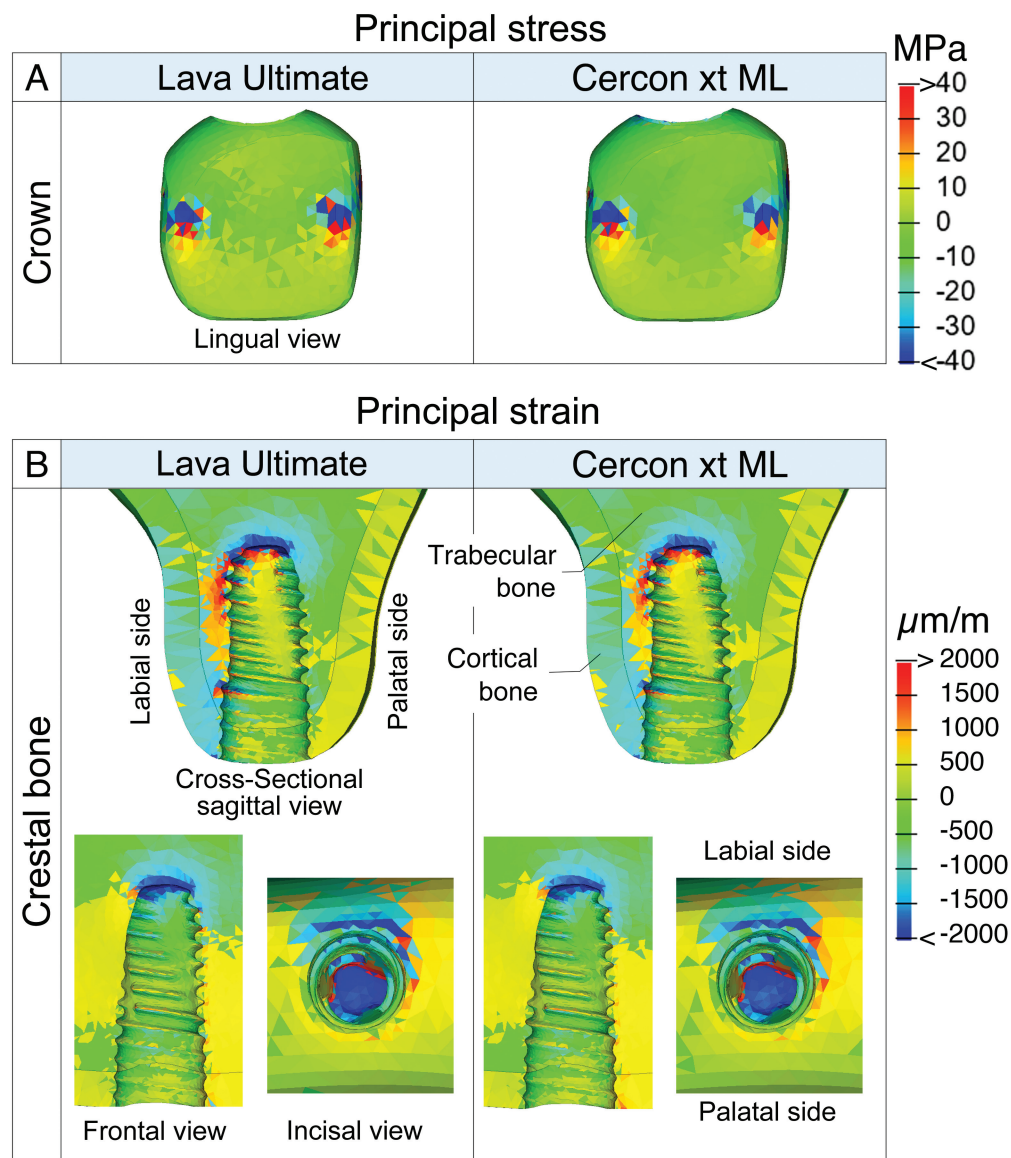 Principal stress
A
Lava Ultimate
Cercon xt ML
Crown
Lingual view
MPa
>40
30
20
10
0
-10
-20
-30
<-40
Principal strain
B
Lava Ultimate
Cercon xt ML
Crestal bone
Labial side
Palatal side
Cross-Sectional
sagittal view
Trabecular
bone
Cortical
bone
Frontal view
Incisal view
Labial side
Palatal side
µm/m
> 2000
1500
1000
500
0
-500
-1000
-1500
< -2000